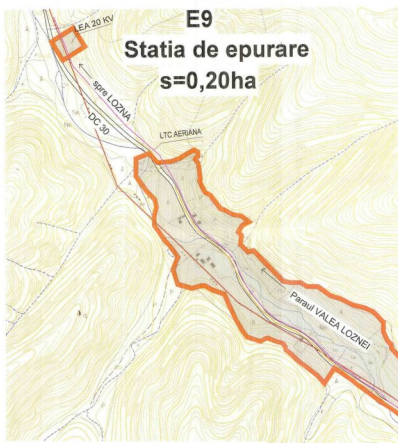 E9
Statia de epurare
s=0,20ha
LEA 20 KV
spre LOZNA
DC 30
LTC AERIANA
Paraul VALEA LOZNEI